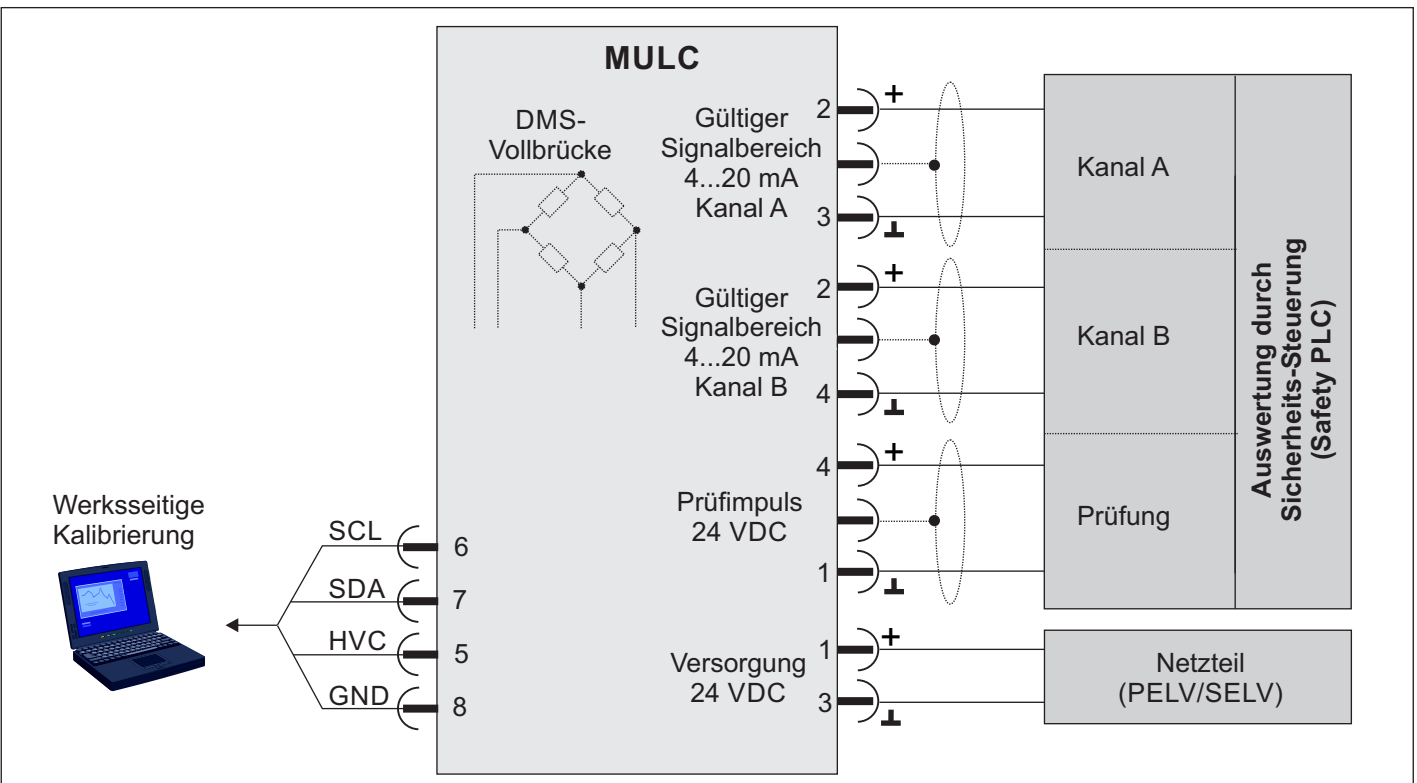 MULC
DMS-
Vollbrücke
Gültiger
Signalbereich
4...20 mA
Kanal A
2
+
3
Kanal A
Gültiger
Signalbereich
4...20 mA
Kanal B
2
+
4
Kanal B
Prüfimpuls
24 VDC
4
+
1
Prüfung
Auswertung durch
Sicherheits-Steuerung
(Safety PLC)
Versorgung
24 VDC
1
+
3
Netzteil
(PELV/SELV)
Werksseitige
Kalibrierung
SCL
6
SDA
7
HVC
5
GND
8